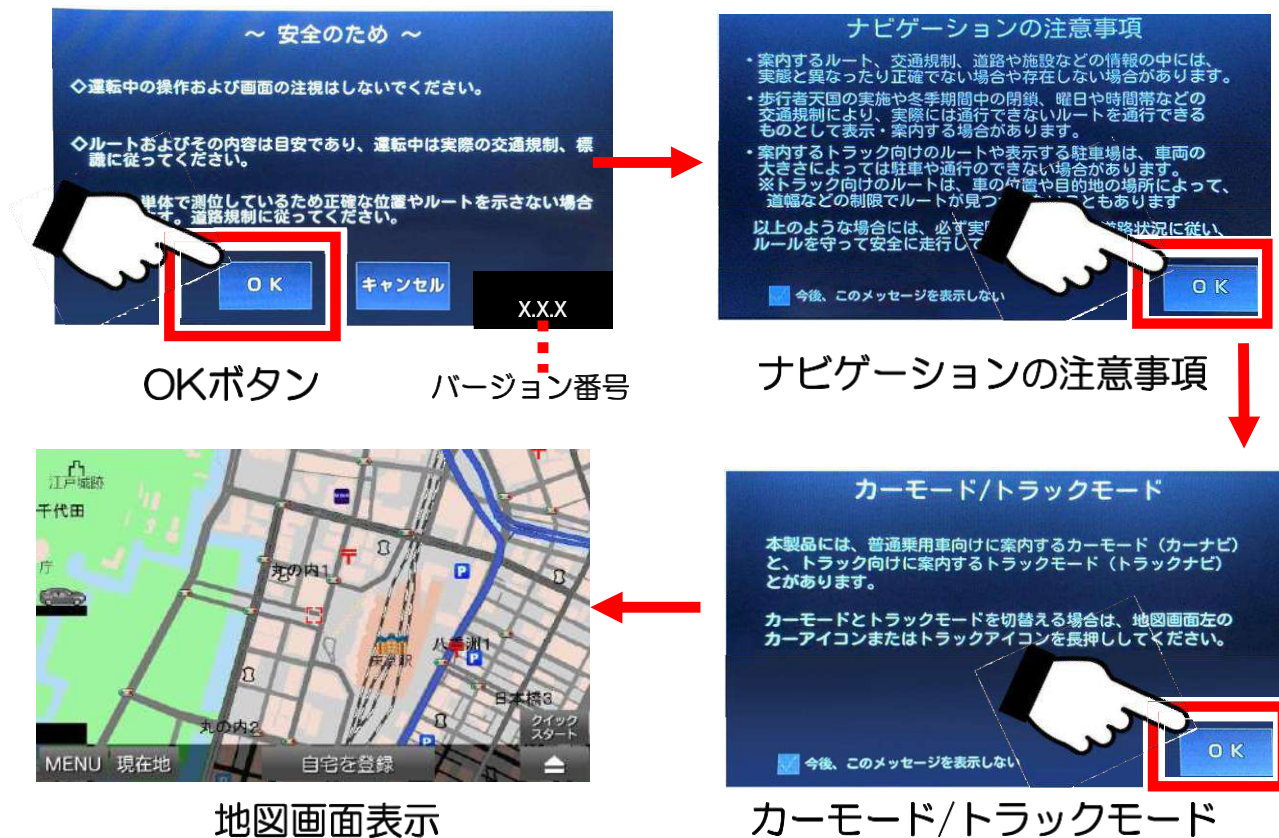 ～ 安全のため ～
◇運転中の操作および画面の注視はしないでください。
◇ルートおよびその内容は目安であり、運転中は実際の交通規制、標
識に従ってください。
単体で測位しているため正確な位置やルートを示さない場合
す。道路規制に従ってください。
ＯＫ
キャンセル
X.X.X
OKボタン
バージョン番号
ナビゲーションの注意事項
・案内するルート、交通規制、道路や施設などの情報の中には、
実態と異なったり正確でない場合や存在しない場合があります。
・歩行者天国の実施や冬季期間中の閉鎖、曜日や時間帯などの
交通規制により、実際には通行できないルートを通行できる
ものとして表示・案内する場合があります。
・案内するトラック向けのルートや表示する駐車場は、車両の
大きさによっては駐車や通行のできない場合があります。
※トラック向けのルートは、車の位置や目的地の場所によって、
道幅などの制限でルートが見つ
こともあります
以上のような場合には、必ず実
道路状況に従い、
ルールを守って安全に走行して
今後、このメッセージを表示しない
ＯＫ
ナビゲーションの注意事項
江戸城跡
千代田
庁
丸の内1
八重洲1
東京駅
日本橋3
丸の内2
クイック
スタート
MENU
現在地
自宅を登録
地図画面表示
カーモード/トラックモード
本製品には、普通乗用車向けに案内するカーモード（カーナビ）
と、トラック向けに案内するトラックモード（トラックナビ）
とがあります。
カーモードとトラックモードを切替える場合は、地図画面左の
カーアイコンまたはトラックアイコンを長押ししてください。
今後、このメッセージを表示しない
ＯＫ
カーモード/トラックモード